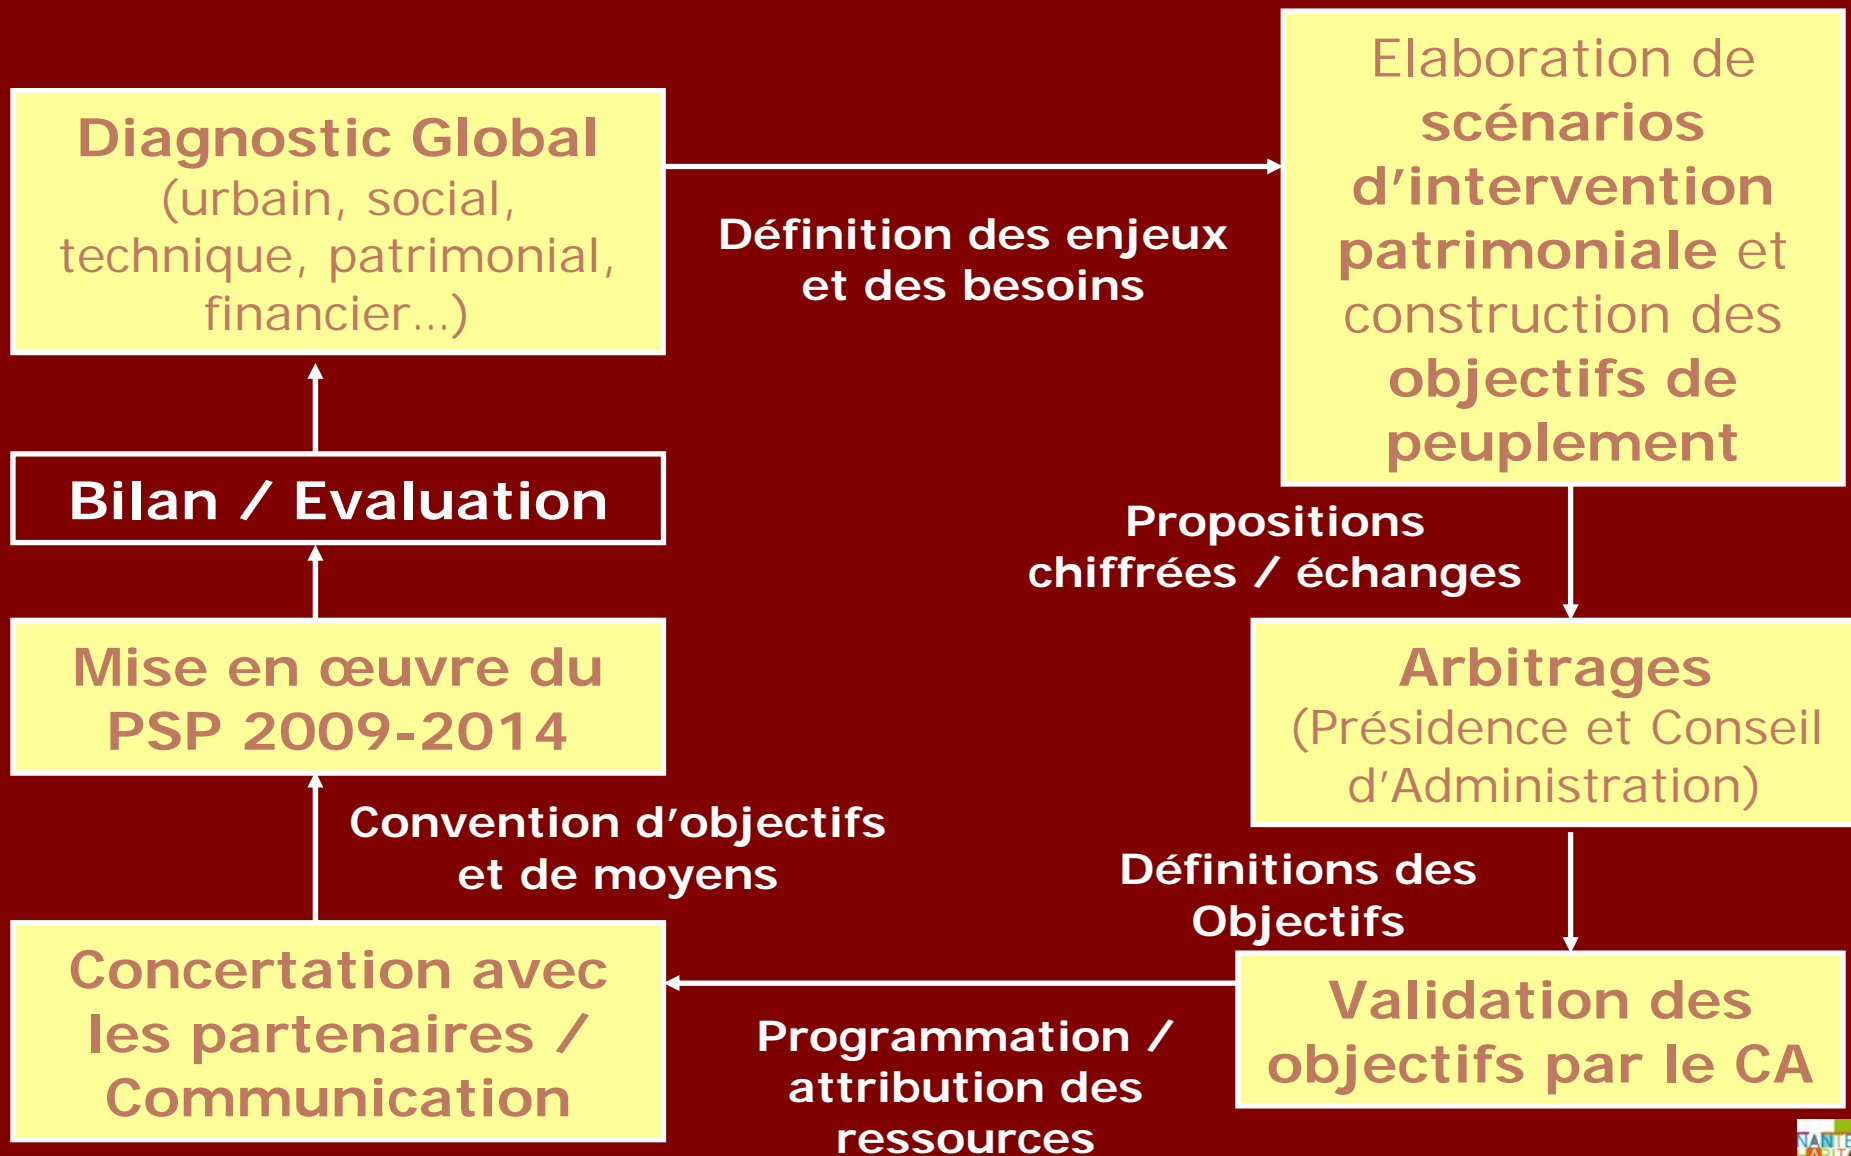 Diagnostic Global
(urbain, social,
technique, patrimonial,
financier…)
Définition des enjeux
et des besoins
Elaboration de
scénarios
d’intervention
patrimoniale et
construction des
objectifs de
peuplement
Propositions
chiffrées / échanges
Arbitrages
(Présidence et Conseil
d’Administration)
Définitions des
Objectifs
Validation des
objectifs par le CA
Programmation /
attribution des
ressources
Concertation avec
les partenaires /
Communication
Convention d’objectifs
et de moyens
Mise en œuvre du
PSP 2009-2014
Bilan / Evaluation